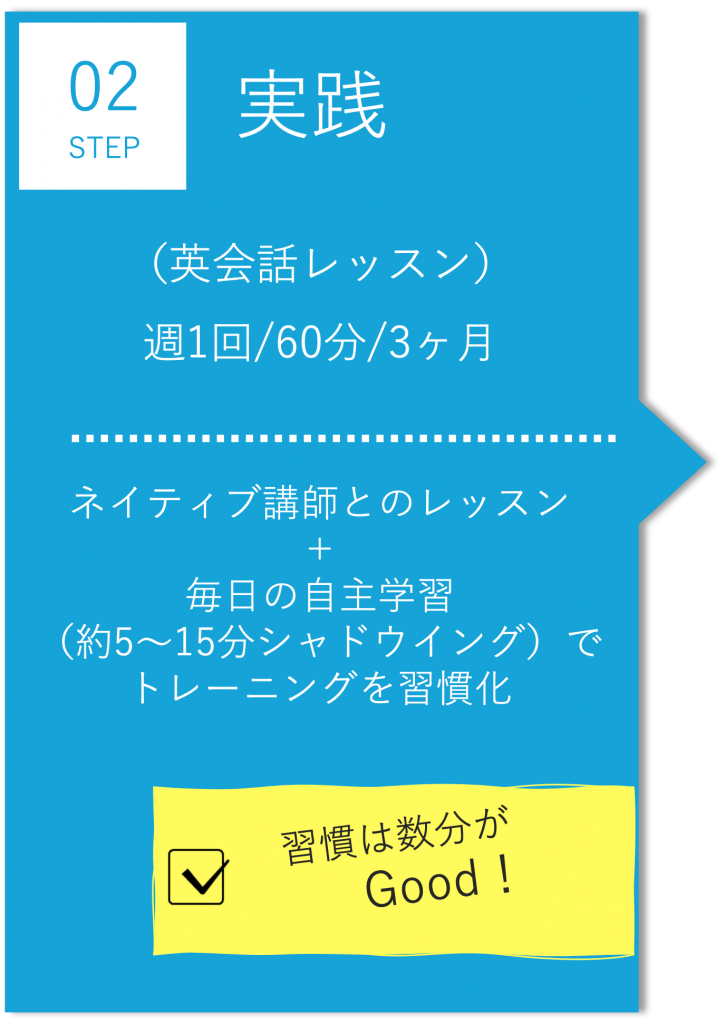 02
STEP
実践
（英会話レッスン）
週1回/60分/3ヶ月
ネイティブ講師とのレッスン
+
毎日の自主学習
（約5〜15分シャドウイング）で
トレーニングを習慣化
習慣は数分が
Good！